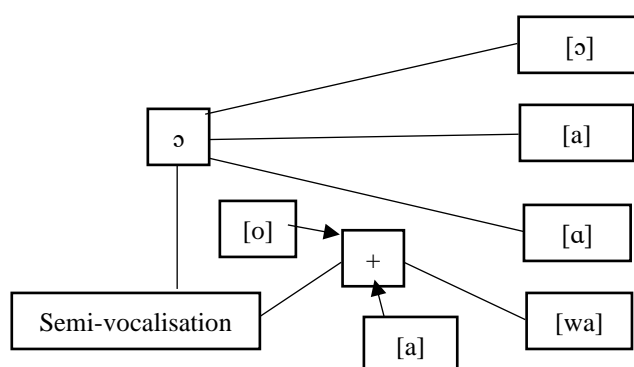 [ɔ]
ɔ
[a]
[o]
[ɑ]
+
Semi-vocalisation
[wa]
[a]